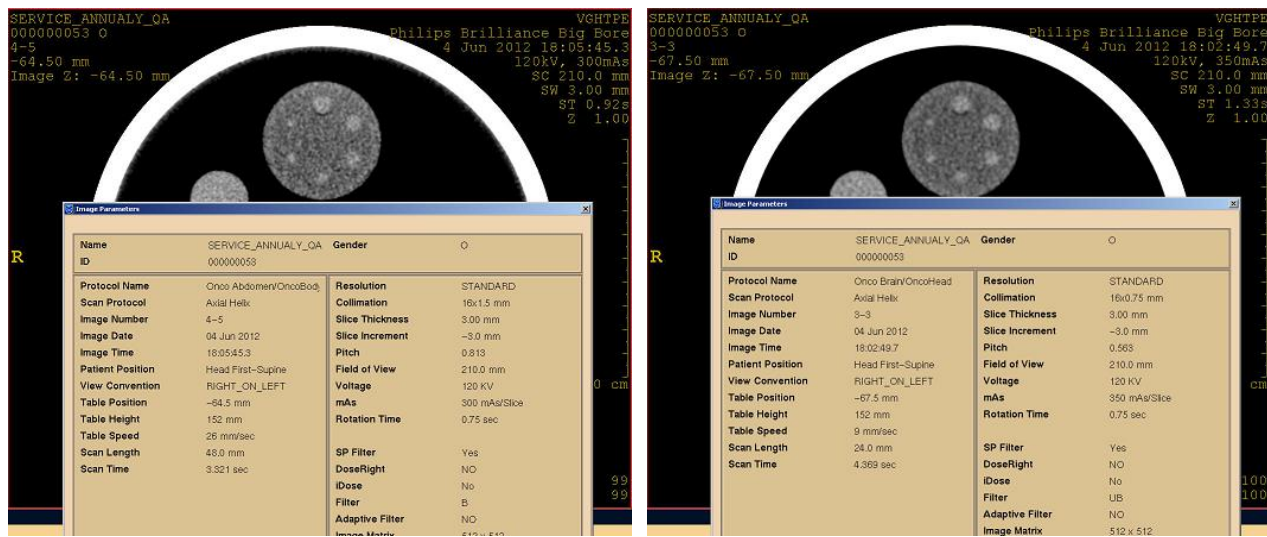 SERVICE_ANNUALY_QA
VGHTPE
000000053 O
Philips Brilliance Big Bore
4-5
4 Jun 2012 18:05:45.3
-64.50 mm
120kV, 300mAs
Image Z: -64.50 mm
SC 210.0 mm
SW 3.00 mm
ST 0.92s
Z 1.00
R
0 cm
99
99
Image Parameters
Name SERVICE_ANNUALY_QA Gender O
ID 000000053
Protocol Name Onco Abdomen/OncoBody
Scan Protocol Axial Helix
Image Number 4-5
Image Date 04 Jun 2012
Image Time 18:05:45.3
Patient Position Head First-Supine
View Convention RIGHT_ON_LEFT
Table Position -64.5 mm
Table Height 152 mm
Table Speed 26 mm/sec
Scan Length 48.0 mm
Scan Time 3.321 sec
Resolution STANDARD
Collimation 16x1.5 mm
Slice Thickness 3.00 mm
Slice Increment -3.0 mm
Pitch 0.813
Field of View 210.0 mm
Voltage 120 KV
mAs 300 mAs/Slice
Rotation Time 0.75 sec
SP Filter Yes
DoseRight NO
iDose No
Filter B
Adaptive Filter NO
Image Matrix 512 x 512
SERVICE_ANNUALY_QA
VGHTPE
000000053 O
Philips Brilliance Big Bore
3-3
4 Jun 2012 18:02:49.7
-67.50 mm
120kV, 350mAs
Image Z: -67.50 mm
SC 210.0 mm
SW 3.00 mm
ST 1.33s
Z 1.00
R
cm
100
100
Image Parameters
Name SERVICE_ANNUALY_QA Gender O
ID 000000053
Protocol Name Onco Brain/OncoHead
Scan Protocol Axial Helix
Image Number 3-3
Image Date 04 Jun 2012
Image Time 18:02:49.7
Patient Position Head First-Supine
View Convention RIGHT_ON_LEFT
Table Position -67.5 mm
Table Height 152 mm
Table Speed 9 mm/sec
Scan Length 24.0 mm
Scan Time 4.369 sec
Resolution STANDARD
Collimation 16x0.75 mm
Slice Thickness 3.00 mm
Slice Increment -3.0 mm
Pitch 0.563
Field of View 210.0 mm
Voltage 120 KV
mAs 350 mAs/Slice
Rotation Time 0.75 sec
SP Filter Yes
DoseRight NO
iDose No
Filter UB
Adaptive Filter NO
Image Matrix 512 x 512